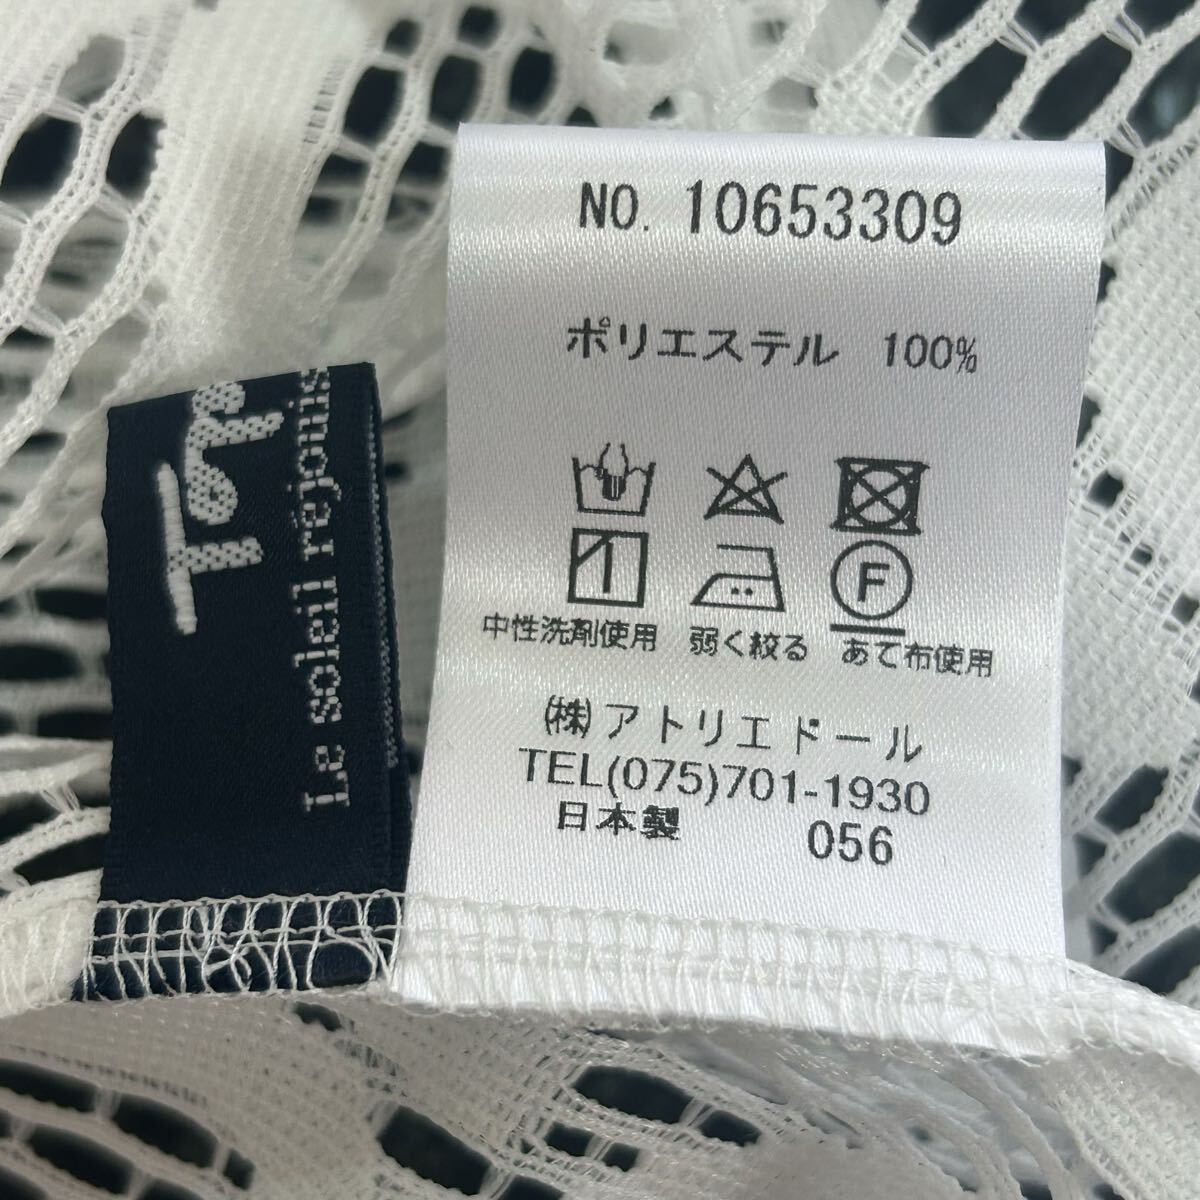 NO. 10653309
ポリエステル 100%
F
中性洗剤使用 弱く絞る あて布使用
(株)アトリエドール
TEL(075)701-1930
日本製 056
Le soleil rejouis